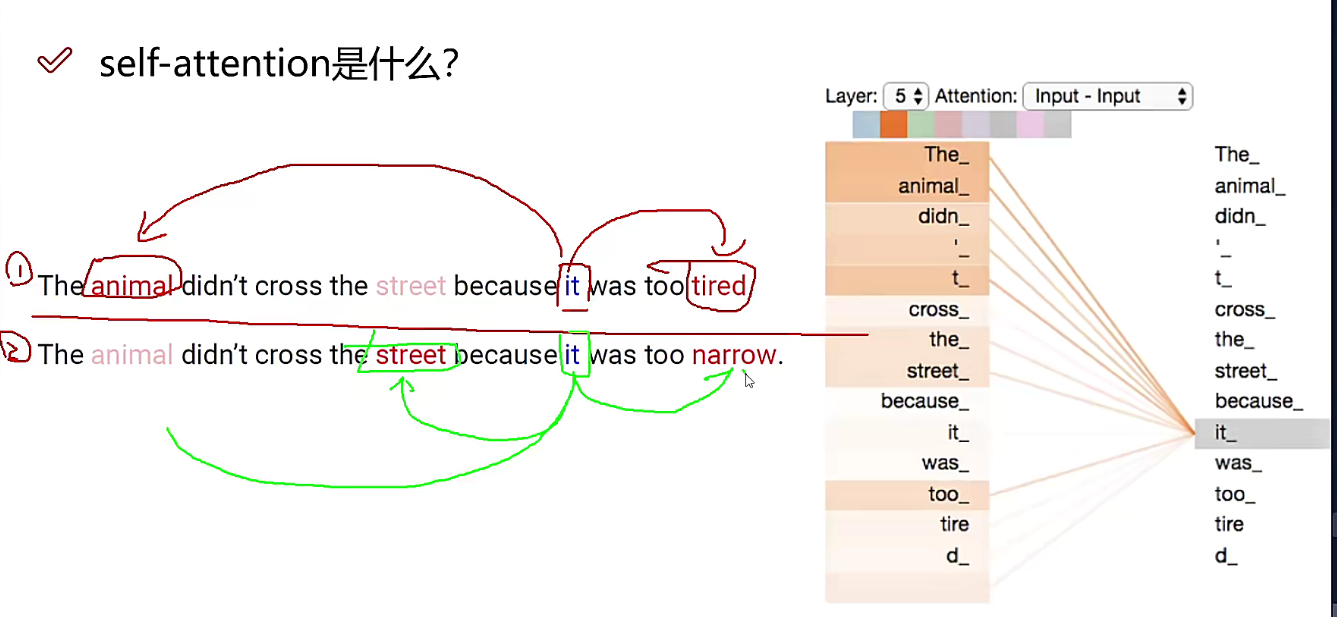 self-attention是什么?
① The animal didn’t cross the street because it was too tired
② The animal didn’t cross the street because it was too narrow.
Layer: 5 Attention: Input - Input
The_ The_
animal_ animal_
didn_ didn_
'_ '_
t_ t_
cross_ cross_
the_ the_
street_ street_
because_ because_
it_ it_
was_ was_
too_ too_
tire tire
d_ d_